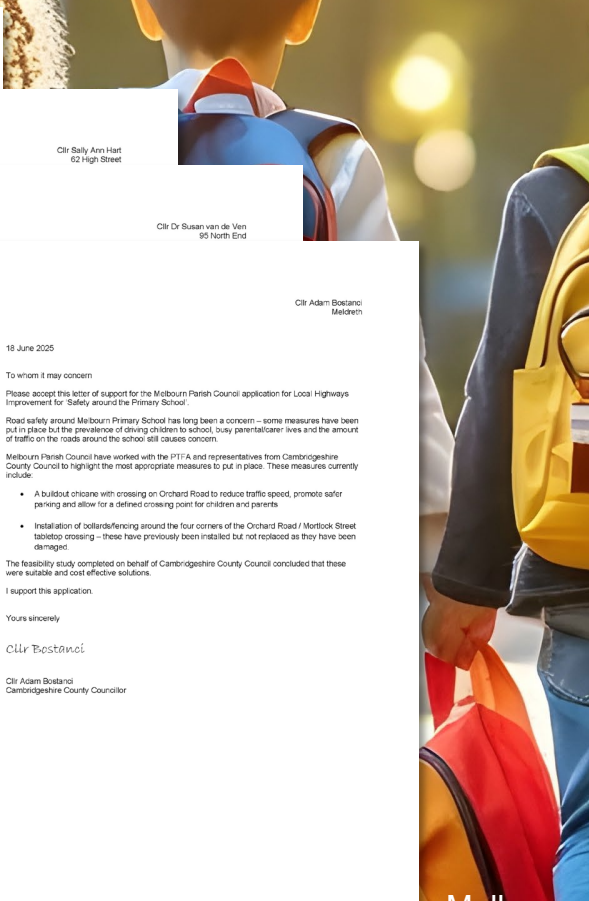 Cllr Sally Ann Hart
62 High Street
Cllr Dr Susan van de Ven
95 North End
Cllr Adam Bostanci
Meldreth
18 June 2025
To whom it may concern
Please accept this letter of support for the Melbourn Parish Council application for Local Highways
Improvement for 'Safety around the Primary School'.
Road safety around Melbourn Primary School has long been a concern – some measures have been
put in place but the prevalence of driving children to school, busy parental/carer lives and the amount
of traffic on the roads around the school still causes concern.
Melbourn Parish Council have worked with the PTFA and representatives from Cambridgeshire
County Council to highlight the most appropriate measures to put in place. These measures currently
include:
• A buildout chicane with crossing on Orchard Road to reduce traffic speed, promote safer
parking and allow for a defined crossing point for children and parents
• Installation of bollards/fencing around the four corners of the Orchard Road / Mortlock Street
tabletop crossing – these have previously been installed but not replaced as they have been
damaged.
The feasibility study completed on behalf of Cambridgeshire County Council concluded that these
were suitable and cost effective solutions.
I support this application.
Yours sincerely
Cllr Bostanci
Cllr Adam Bostanci
Cambridgeshire County Councillor